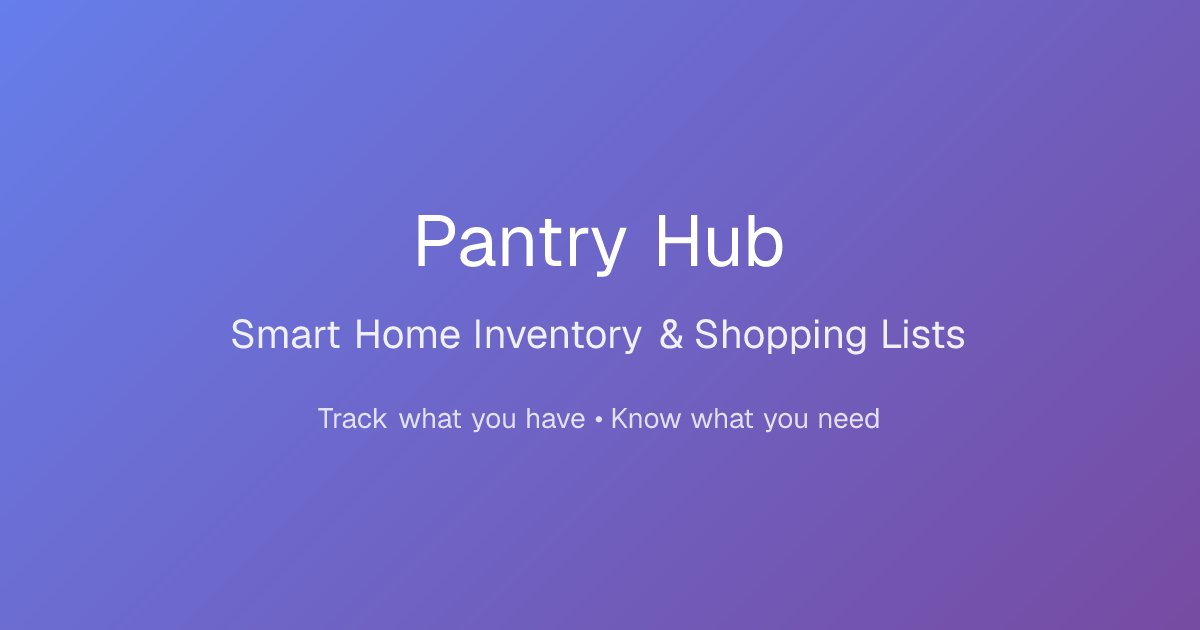 Pantry Hub
Smart Home Inventory & Shopping Lists
Track what you have • Know what you need